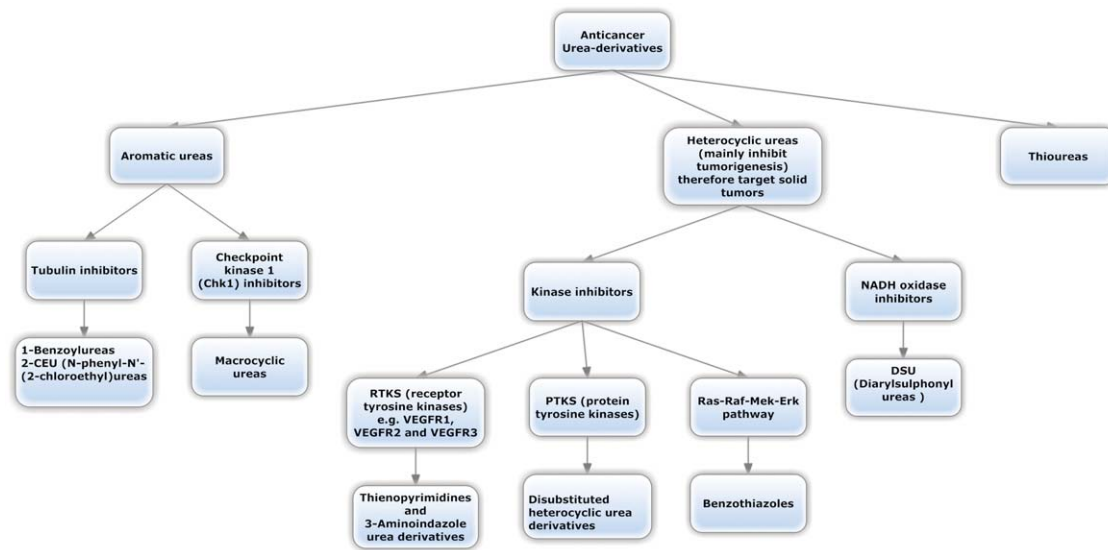 Anticancer
Urea-derivatives
Aromatic ureas
Heterocyclic ureas
(mainly inhibit
tumorigenesis)
therefore target solid
tumors
Thioureas
Tubulin inhibitors
Checkpoint
kinase 1
(Chk1) inhibitors
Kinase inhibitors
NADH oxidase
inhibitors
1-Benzoylureas
2-CEU (N-phenyl-N'-
(2-chloroethyl)ureas
Macrocyclic
ureas
RTKS (receptor
tyrosine kinases)
e.g. VEGFR1,
VEGFR2 and VEGFR3
PTKS (protein
tyrosine kinases)
Ras-Raf-Mek-Erk
pathway
DSU
(Diarylsulphonyl
ureas )
Thienopyrimidines
and
3-Aminoindazole
urea derivatives
Disubstituted
heterocyclic urea
derivatives
Benzothiazoles